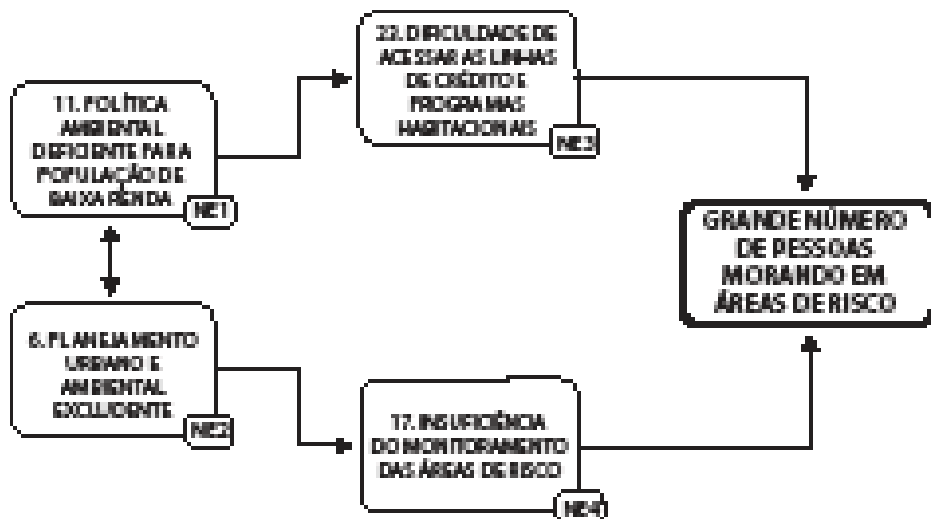 22. DIFICULDADE DE
ACESSAR AS LINHAS
DE CRÉDITO E
PROGRAMAS
HABITACIONAIS
NE3
11. POLÍTICA
AMBIENTAL
DEFICIENTE PARA
POPULAÇÃO DE
BAIXA RENDA
NE1
GRANDE NÚMERO
DE PESSOAS
MORANDO EM
ÁREAS DE RISCO
6. PLANEJAMENTO
URBANO E
AMBIENTAL
EXCLUDENTE
NE2
17. INSUFICIÊNCIA
DO MONITORAMENTO
DAS ÁREAS DE RISCO
NE4